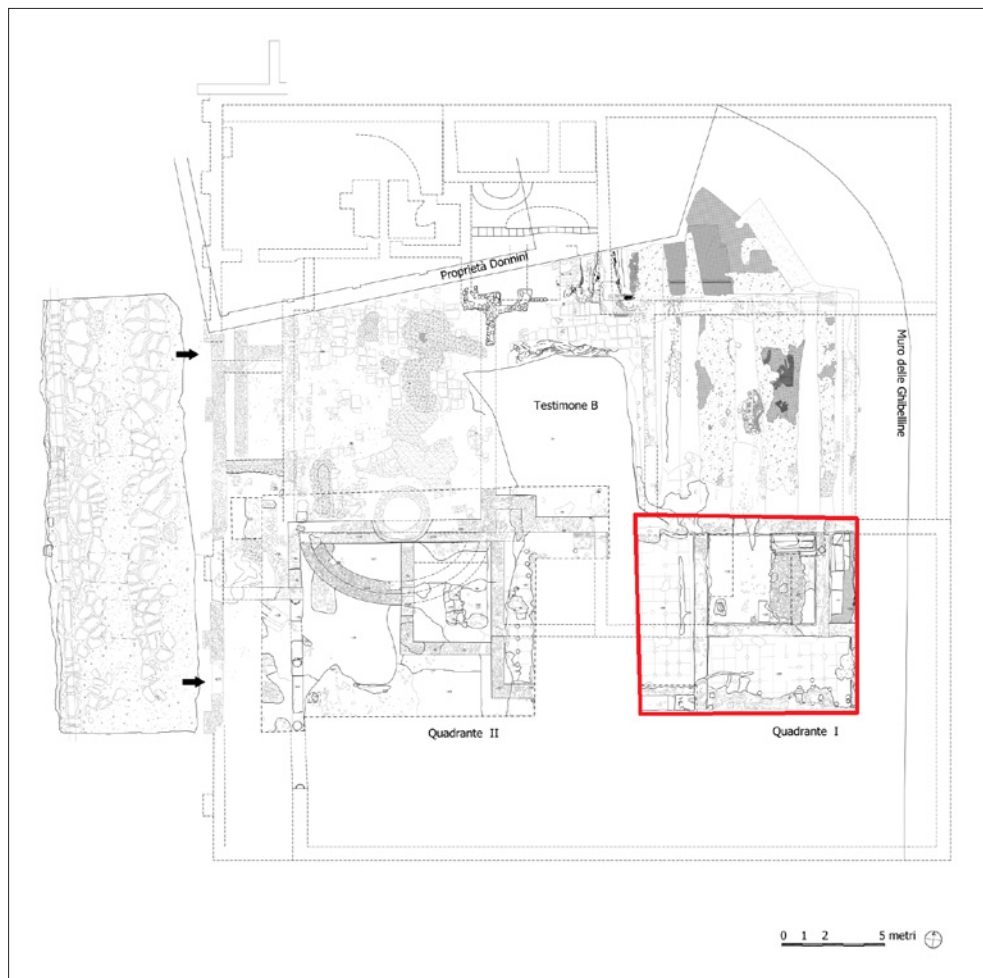 Proprietà Donnini
Muro delle Ghibelline
Testimone B
Quadrante II
Quadrante I
0 1 2 5 metri